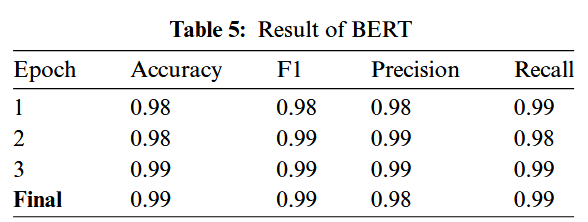 Table 5: Result of BERT
Epoch Accuracy F1 Precision Recall
1 0.98 0.98 0.98 0.99
2 0.98 0.99 0.99 0.98
3 0.99 0.99 0.99 0.99
Final 0.99 0.99 0.98 0.99